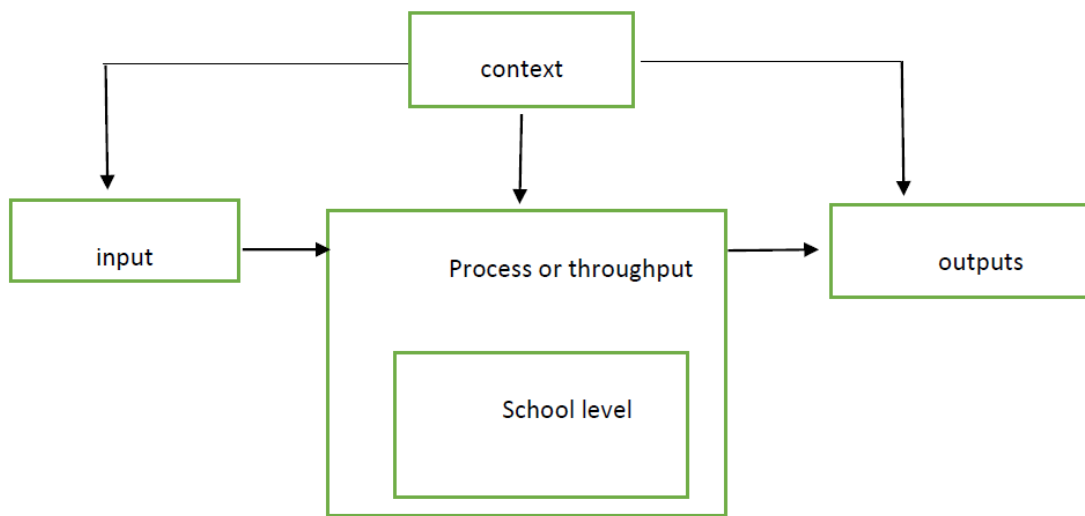 context
input
Process or throughput
outputs
School level